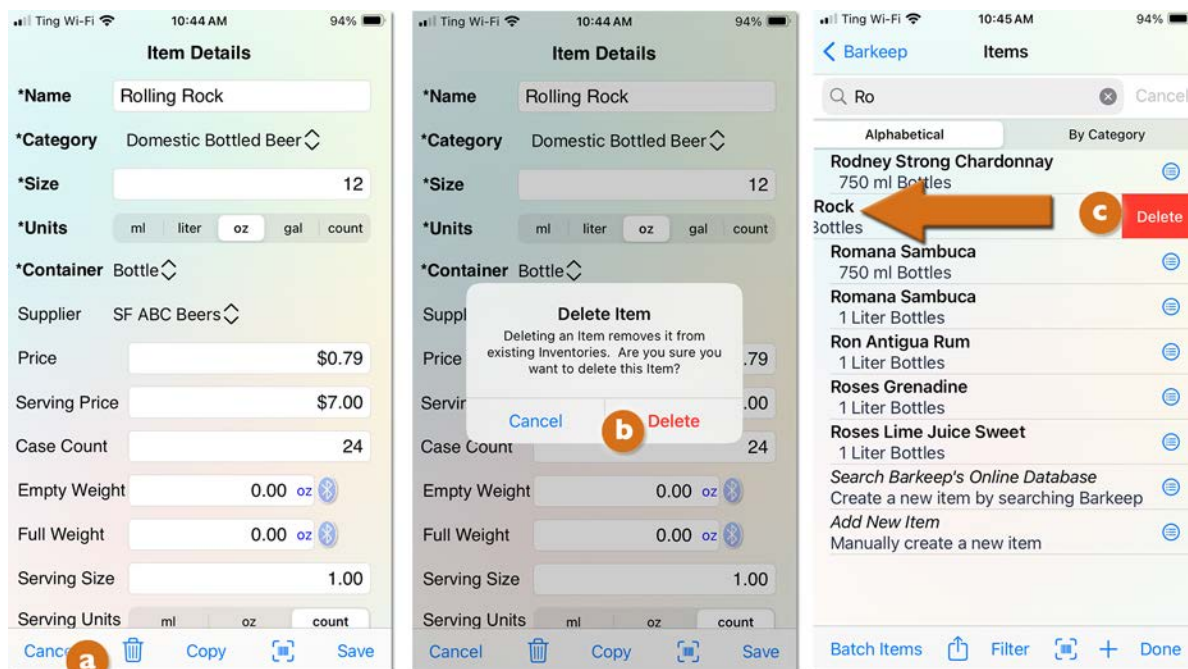 Ting Wi-Fi 10:44 AM 94%
Item Details
*Name Rolling Rock
*Category Domestic Bottled Beer
*Size 12
*Units ml liter oz gal count
*Container Bottle
Supplier SF ABC Beers
Price $0.79
Serving Price $7.00
Case Count 24
Empty Weight 0.00 oz
Full Weight 0.00 oz
Serving Size 1.00
Serving Units ml oz count
Canc a Copy Save
Ting Wi-Fi 10:44 AM 94%
Item Details
*Name Rolling Rock
*Category Domestic Bottled Beer
*Size 12
*Units ml liter oz gal count
*Container Bottle
Suppl
Delete Item
Deleting an Item removes it from
existing Inventories. Are you sure you
want to delete this Item?
Price .79
Servir .00
Cancel b Delete
Case Count 24
Empty Weight 0.00 oz
Full Weight 0.00 oz
Serving Size 1.00
Serving Units ml oz count
Cancel Copy Save
Ting Wi-Fi 10:45 AM 94%
Barkeep Items
Ro Cancel
Alphabetical By Category
Rodney Strong Chardonnay
750 ml Bottles
Rock
Bottles
c Delete
Romana Sambuca
750 ml Bottles
Romana Sambuca
1 Liter Bottles
Ron Antigua Rum
1 Liter Bottles
Roses Grenadine
1 Liter Bottles
Roses Lime Juice Sweet
1 Liter Bottles
Search Barkeep's Online Database
Create a new item by searching Barkeep
Add New Item
Manually create a new item
Batch Items Filter + Done